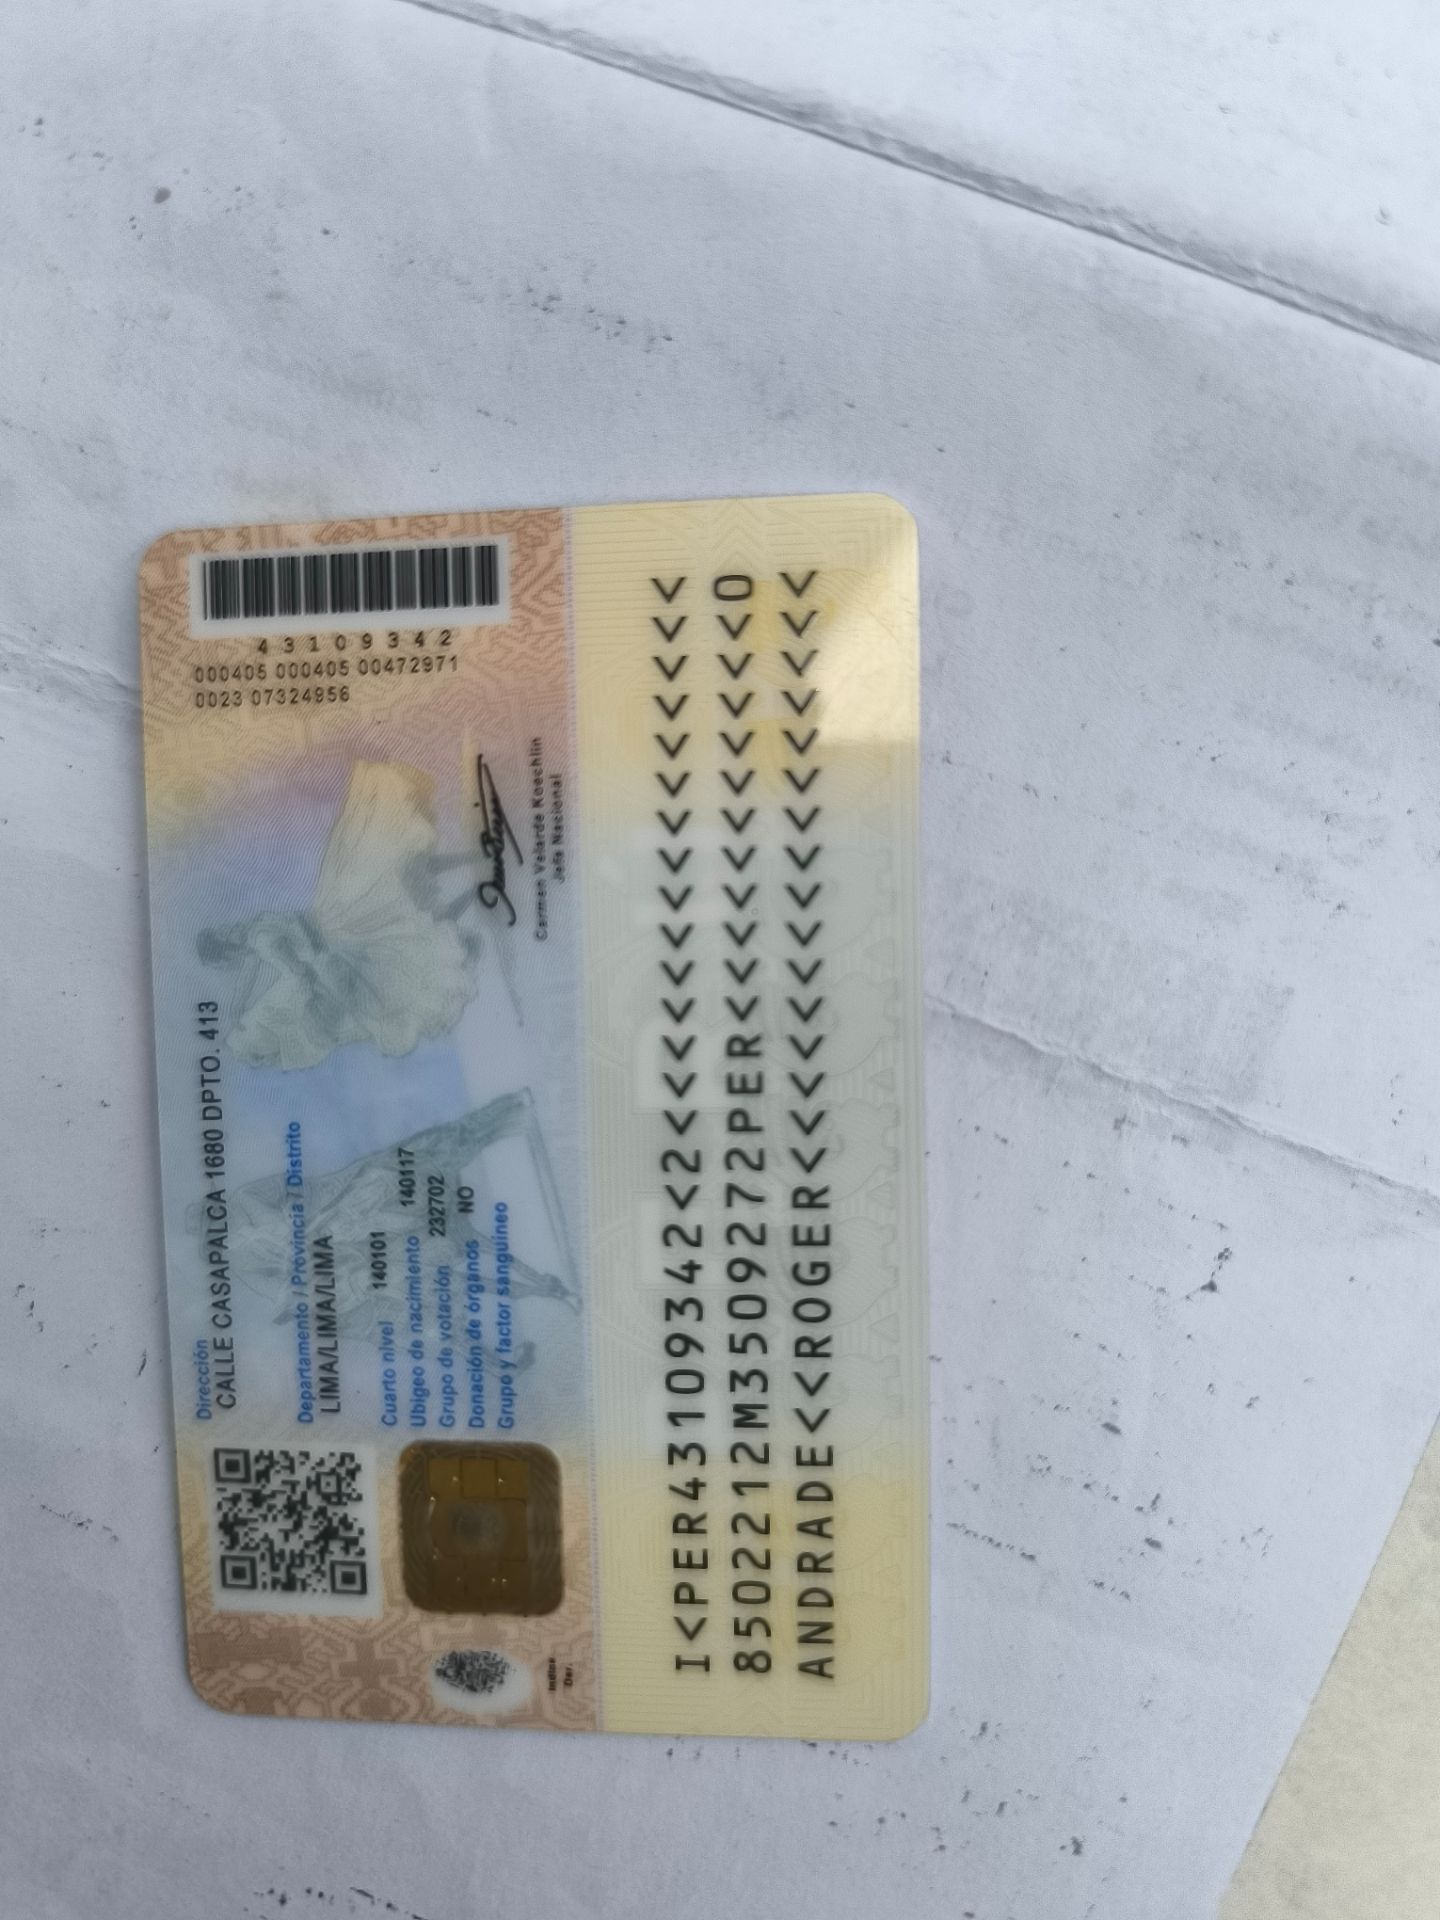 Dirección
CALLE CASAPALCA 1680 DPTO. 413
Departamento / Provincia / Distrito
LIMA/LIMA/LIMA
Cuarto nivel 140101
Ubigeo de nacimiento 140117
Grupo de votación 232702
Donación de órganos NO
Grupo y factor sanguíneo
43109342
000405 000405 00472971
0023 07324956
Carmen Velarde Koechlin
Jefa Nacional
Indice
Der.
I<PER43109342<2<<<<<<<<<<<<<<<
8502212M3509272PER<<<<<<<<<<<0
ANDRADE<<ROGER<<<<<<<<<<<<<<<<